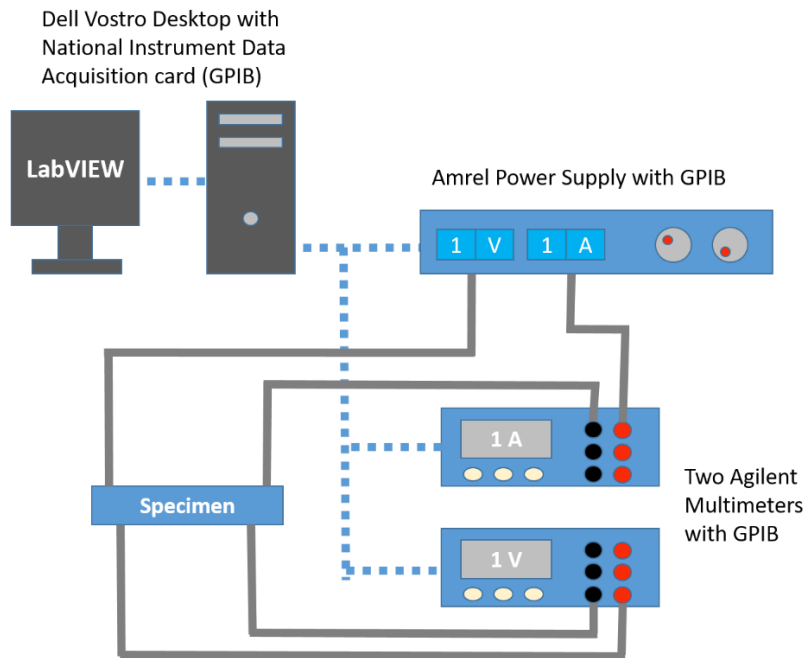 Dell Vostro Desktop with
National Instrument Data
Acquisition card (GPIB)
LabVIEW
Amrel Power Supply with GPIB
1 V 1 A
1 A
Specimen
Two Agilent
Multimeters
with GPIB
1 V